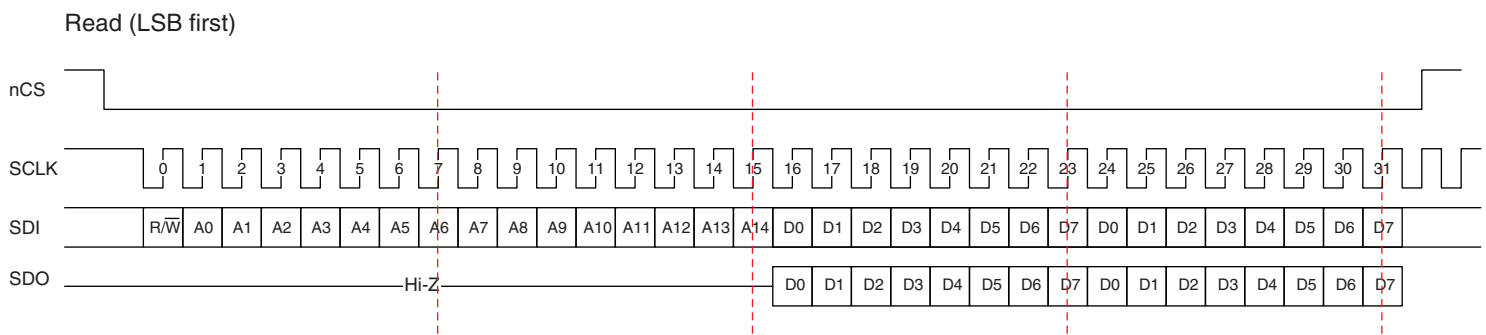 Read (LSB first)
nCS
SCLK 0 1 2 3 4 5 6 7 8 9 10 11 12 13 14 15 16 17 18 19 20 21 22 23 24 25 26 27 28 29 30 31
SDI R/W̅ A0 A1 A2 A3 A4 A5 A6 A7 A8 A9 A10 A11 A12 A13 A14 D0 D1 D2 D3 D4 D5 D6 D7 D0 D1 D2 D3 D4 D5 D6 D7
SDO Hi-Z D0 D1 D2 D3 D4 D5 D6 D7 D0 D1 D2 D3 D4 D5 D6 D7